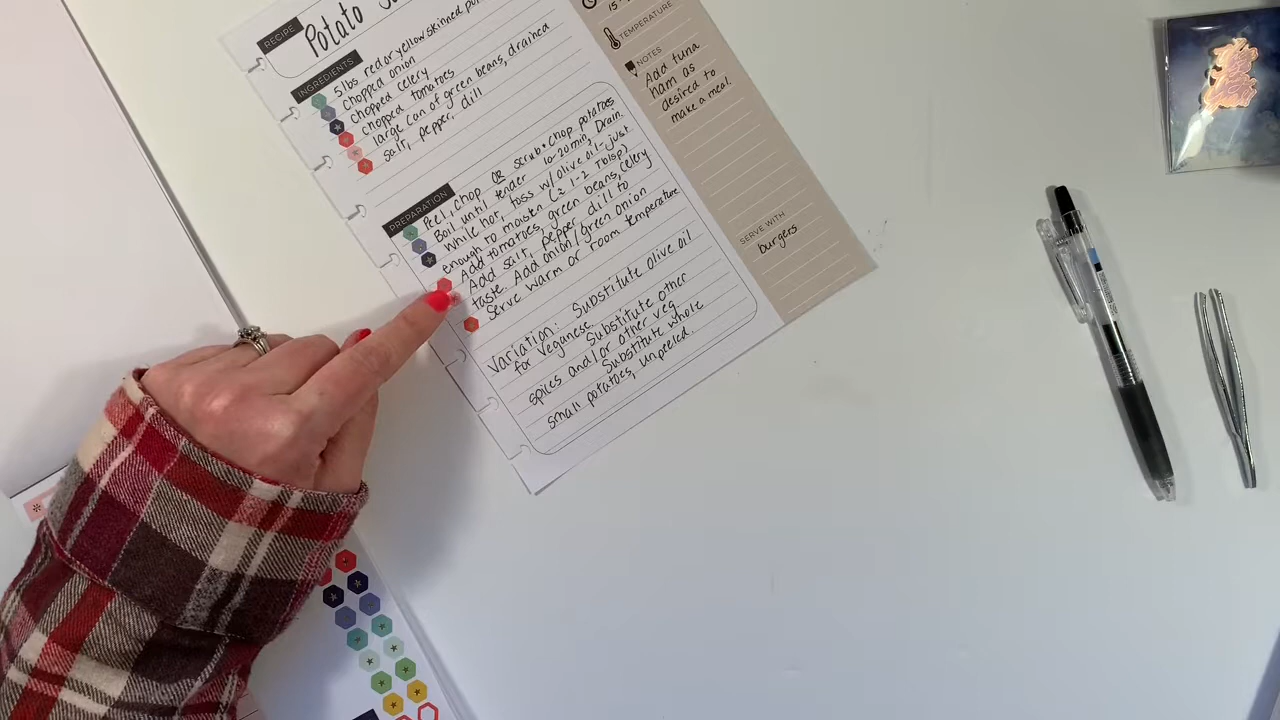 RECIPE
Potato
INGREDIENTS
5lbs red or yellow skinned
chopped onion
chopped celery
chopped tomatoes
large can of green beans, drained
salt, pepper, dill
TEMPERATURE
NOTES
Add tuna
ham as
desired to
make a meal.
PREPARATION
Peel, chop OR scrub + chop potatoes
Boil until tender 10-20 min. Drain.
While hot, toss w/ olive oil - just
enough to moisten (≈ 1-2 Tblsp)
Add tomatoes, green beans, celery
Add salt, pepper, dill to
taste. Add onion/green onion
Serve warm or room temperature
Variation: Substitute olive oil
for Veganese. Substitute other
spices and/or other veg
Substitute whole
small potatoes, unpeeled.
SERVE WITH
burgers